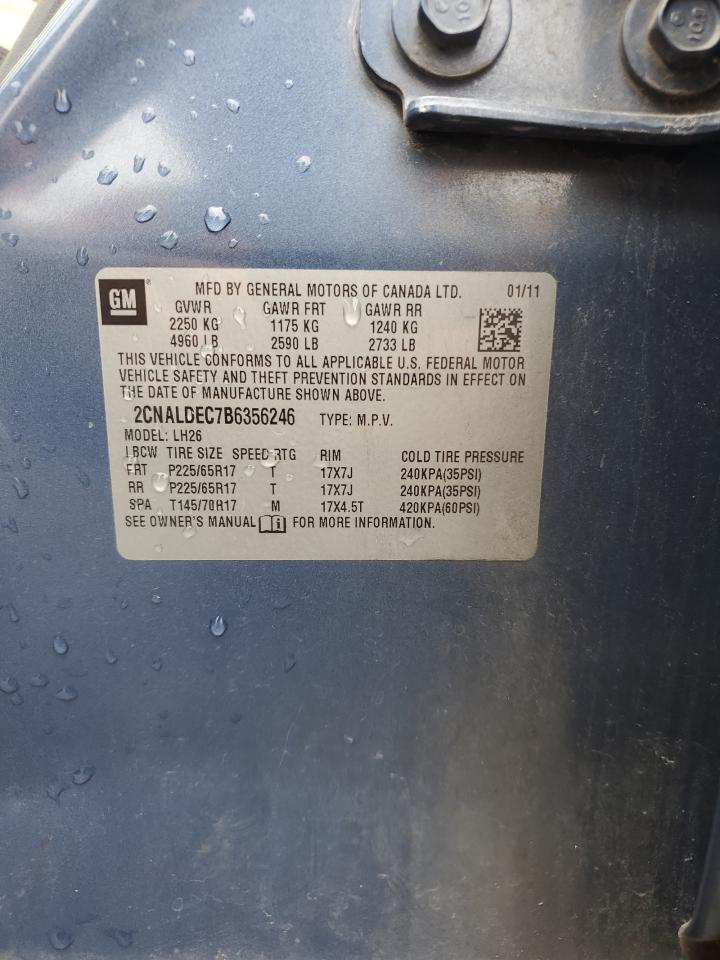 GM ® MFD BY GENERAL MOTORS OF CANADA LTD. 01/11
GVWR GAWR FRT GAWR RR
2250 KG 1175 KG 1240 KG
4960 LB 2590 LB 2733 LB
THIS VEHICLE CONFORMS TO ALL APPLICABLE U.S. FEDERAL MOTOR
VEHICLE SAFETY AND THEFT PREVENTION STANDARDS IN EFFECT ON
THE DATE OF MANUFACTURE SHOWN ABOVE.
2CNALDEC7B6356246 TYPE: M.P.V.
MODEL: LH26
LBCW TIRE SIZE SPEED RTG RIM COLD TIRE PRESSURE
FRT P225/65R17 T 17X7J 240KPA(35PSI)
RR P225/65R17 T 17X7J 240KPA(35PSI)
SPA T145/70R17 M 17X4.5T 420KPA(60PSI)
SEE OWNER'S MANUAL FOR MORE INFORMATION.